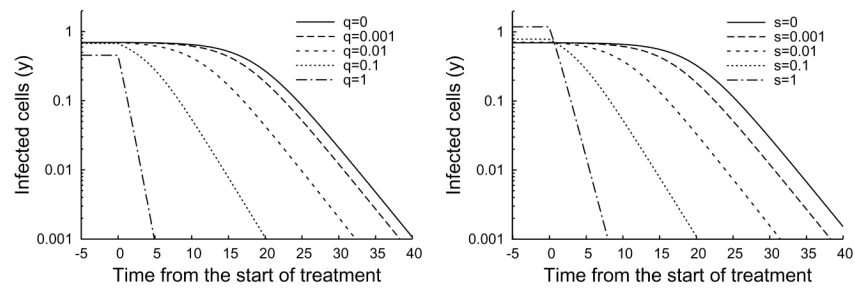 1
0.1
0.01
0.001
Infected cells (y)
-5 0 5 10 15 20 25 30 35 40
Time from the start of treatment
q=0
q=0.001
q=0.01
q=0.1
q=1
1
0.1
0.01
0.001
Infected cells (y)
-5 0 5 10 15 20 25 30 35 40
Time from the start of treatment
s=0
s=0.001
s=0.01
s=0.1
s=1